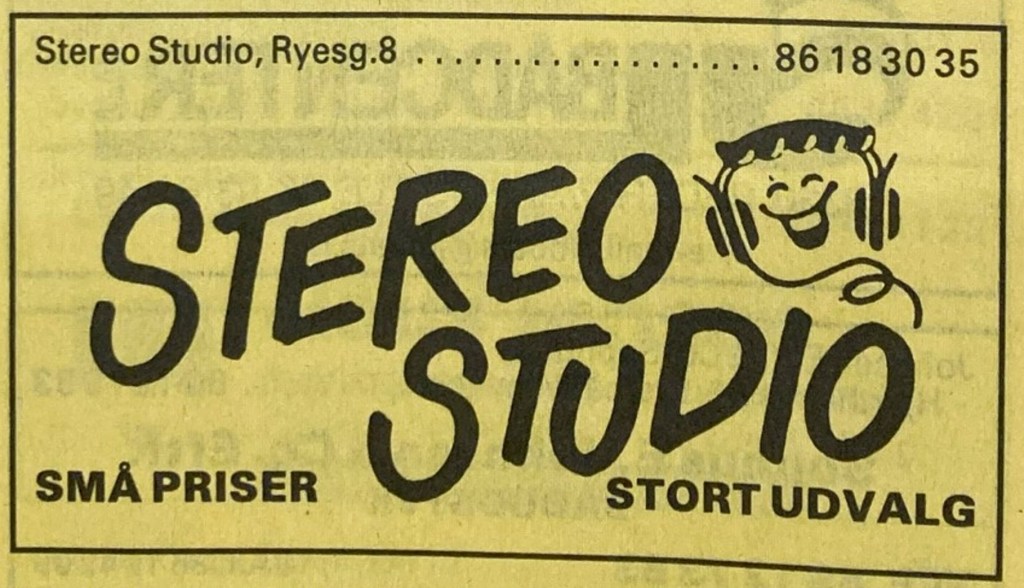 Stereo Studio, Ryesg.8 .................... 86 18 30 35
STEREO
STUDIO
SMÅ PRISER
STORT UDVALG